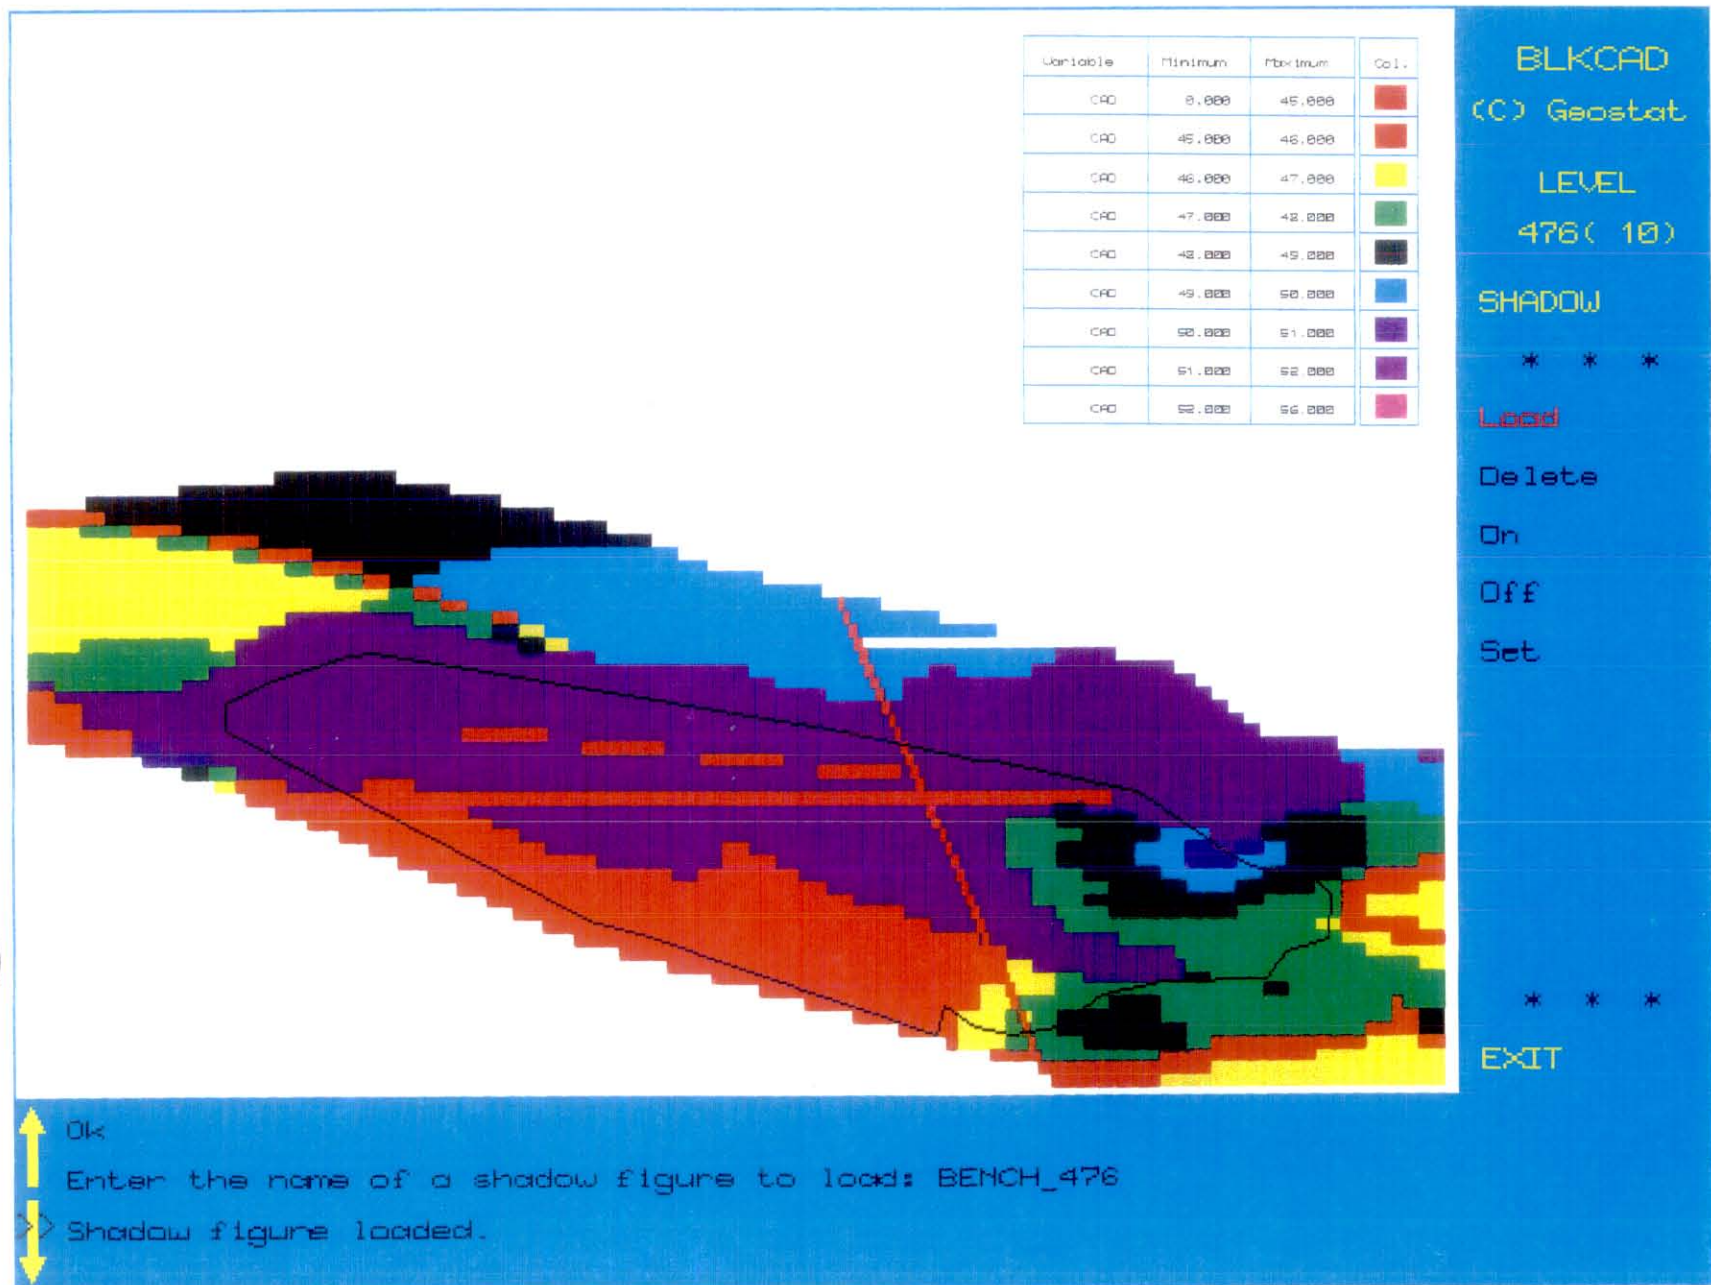 Variable Minimum Maximum Col.
CAO 0.000 45.000
CAO 45.000 46.000
CAO 46.000 47.000
CAO 47.000 48.000
CAO 48.000 49.000
CAO 49.000 50.000
CAO 50.000 51.000
CAO 51.000 52.000
CAO 52.000 56.000
BLKCAD
(C) Geostat
LEVEL
476( 10)
SHADOW
* * *
Load
Delete
On
Off
Set
* * *
EXIT
Ok
Enter the name of a shadow figure to load: BENCH_476
>> Shadow figure loaded.